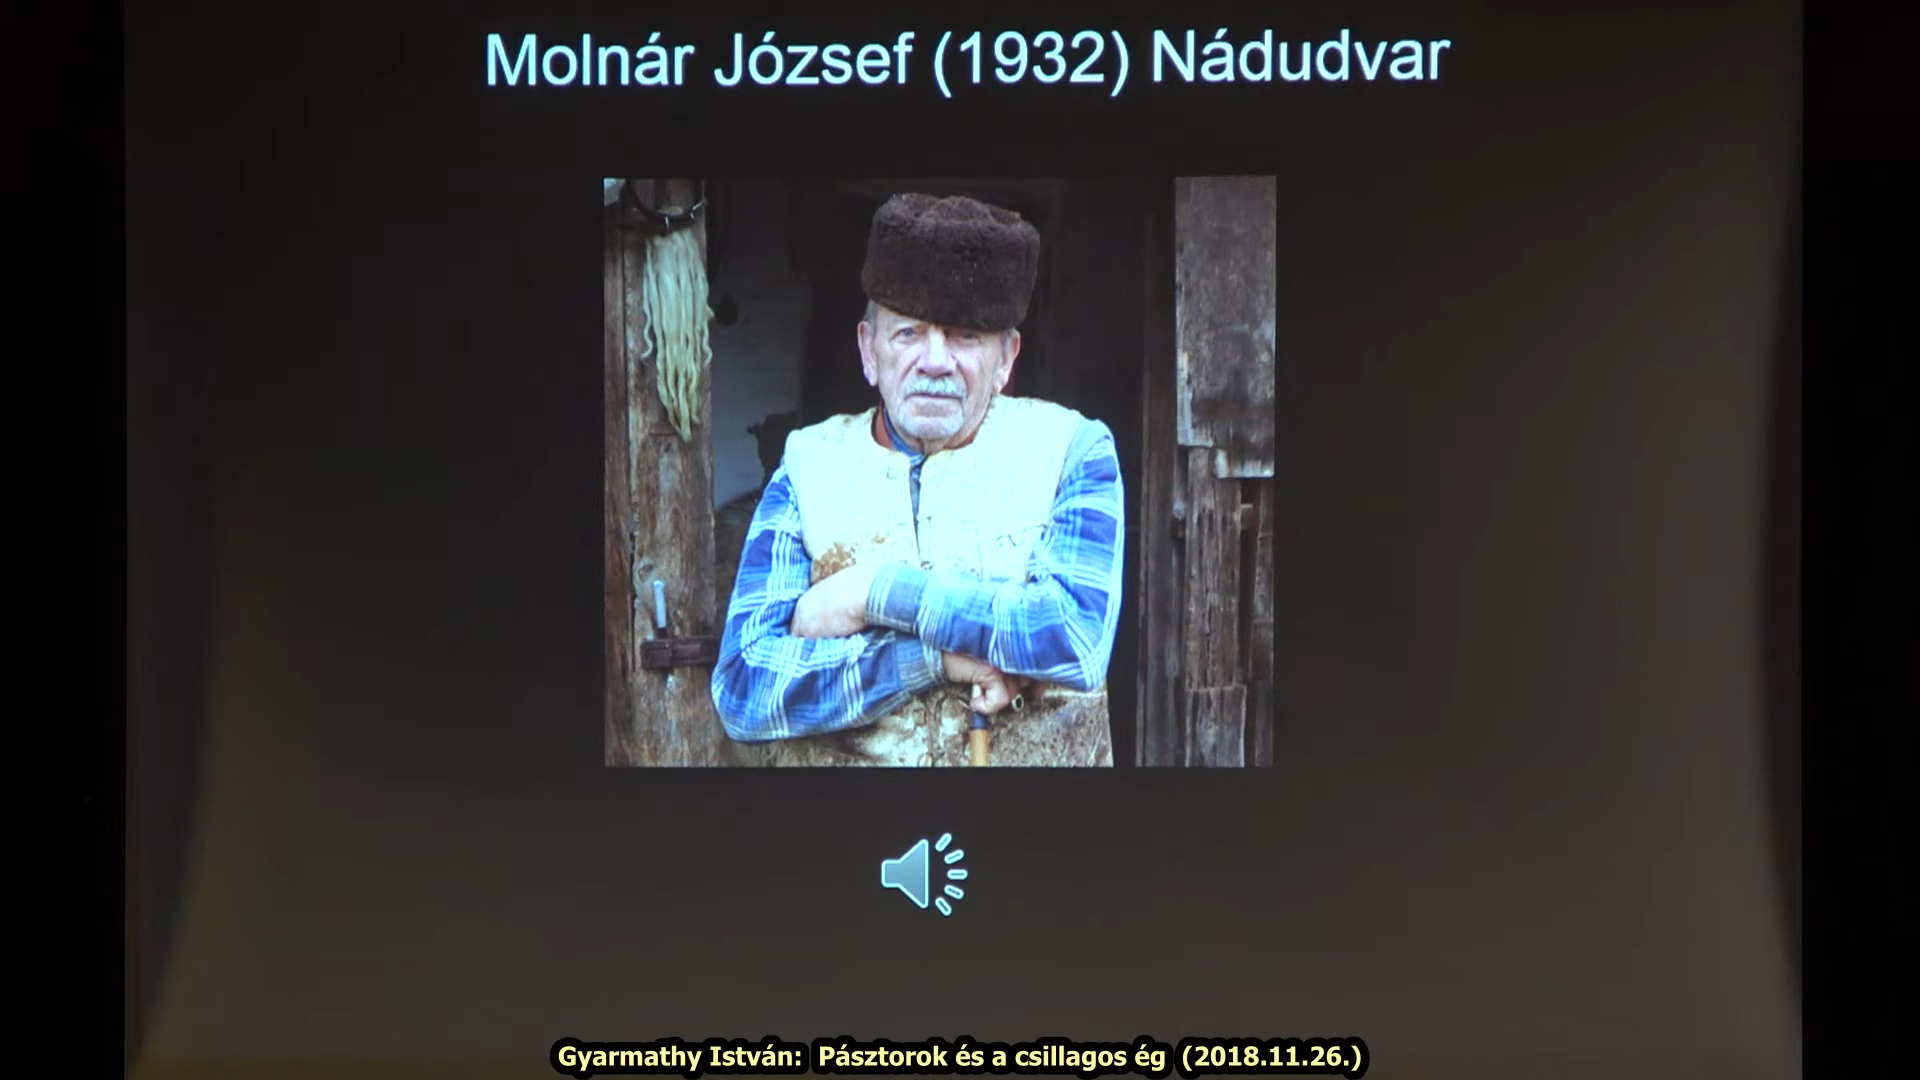 Molnár József (1932) Nádudvar
Gyarmathy István: Pásztorok és a csillagos ég (2018.11.26.)